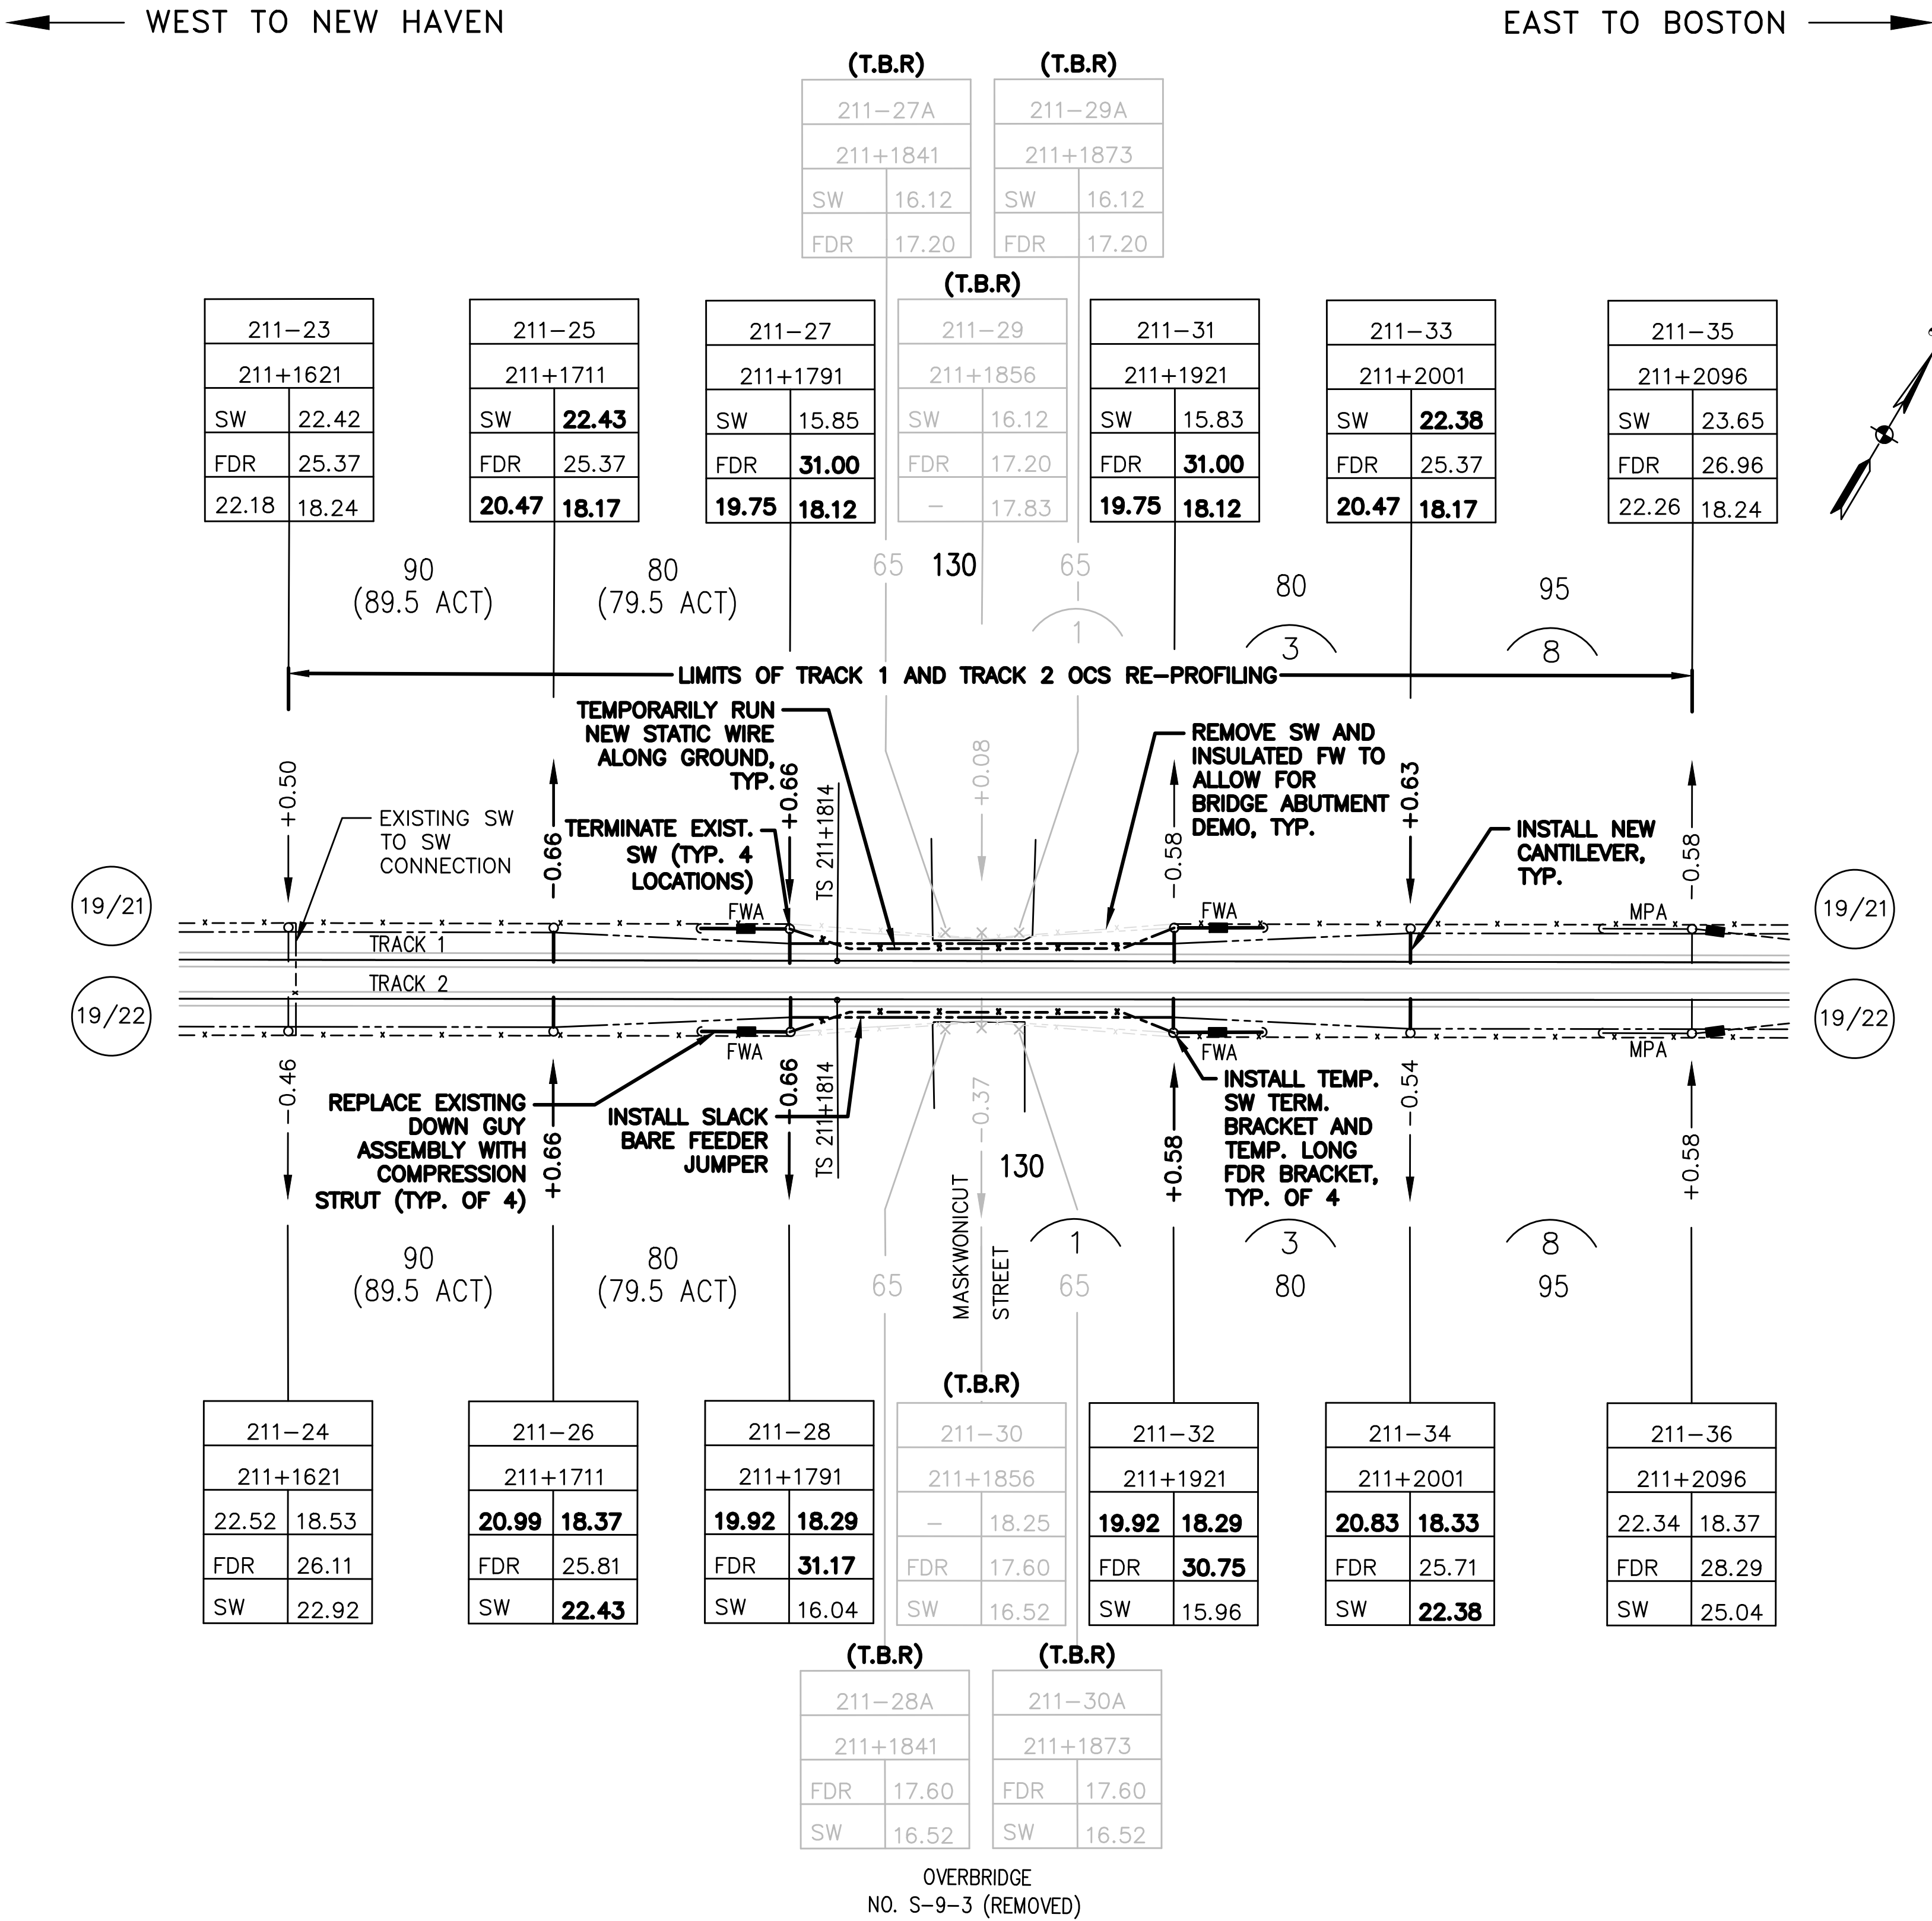 WEST TO NEW HAVEN
EAST TO BOSTON
(T.B.R)
211-27A
211+1841
SW 16.12
FDR 17.20
(T.B.R)
211-29A
211+1873
SW 16.12
FDR 17.20
211-23
211+1621
SW 22.42
FDR 25.37
22.18 18.24
211-25
211+1711
SW 22.43
FDR 25.37
20.47 18.17
211-27
211+1791
SW 15.85
FDR 31.00
19.75 18.12
(T.B.R)
211-29
211+1856
SW 16.12
FDR 17.20
- 17.83
211-31
211+1921
SW 15.83
FDR 31.00
19.75 18.12
211-33
211+2001
SW 22.38
FDR 25.37
20.47 18.17
211-35
211+2096
SW 23.65
FDR 26.96
22.26 18.24
90
(89.5 ACT)
80
(79.5 ACT)
65
130
65
80
95
1
3
8
LIMITS OF TRACK 1 AND TRACK 2 OCS RE-PROFILING
TEMPORARILY RUN
NEW STATIC WIRE
ALONG GROUND,
TYP.
REMOVE SW AND
INSULATED FW TO
ALLOW FOR
BRIDGE ABUTMENT
DEMO, TYP.
+0.50
-0.66
+0.66
TS 211+1814
+0.08
-0.58
+0.63
-0.58
EXISTING SW
TO SW
CONNECTION
TERMINATE EXIST.
SW (TYP. 4
LOCATIONS)
INSTALL NEW
CANTILEVER,
TYP.
19/21
FWA
FWA
MPA
19/21
TRACK 1
TRACK 2
19/22
FWA
FWA
MPA
19/22
-0.46
+0.66
-0.66
TS 211+1814
-0.37
+0.58
-0.54
+0.58
REPLACE EXISTING
DOWN GUY
ASSEMBLY WITH
COMPRESSION
STRUT (TYP. OF 4)
INSTALL SLACK
BARE FEEDER
JUMPER
INSTALL TEMP.
SW TERM.
BRACKET AND
TEMP. LONG
FDR BRACKET,
TYP. OF 4
130
MASKWONICUT
STREET
1
3
8
90
(89.5 ACT)
80
(79.5 ACT)
65
65
80
95
211-24
211+1621
22.52 18.53
FDR 26.11
SW 22.92
211-26
211+1711
20.99 18.37
FDR 25.81
SW 22.43
211-28
211+1791
19.92 18.29
FDR 31.17
SW 16.04
(T.B.R)
211-30
211+1856
- 18.25
FDR 17.60
SW 16.52
211-32
211+1921
19.92 18.29
FDR 30.75
SW 15.96
211-34
211+2001
20.83 18.33
FDR 25.71
SW 22.38
211-36
211+2096
22.34 18.37
FDR 28.29
SW 25.04
(T.B.R)
211-28A
211+1841
FDR 17.60
SW 16.52
(T.B.R)
211-30A
211+1873
FDR 17.60
SW 16.52
OVERBRIDGE
NO. S-9-3 (REMOVED)